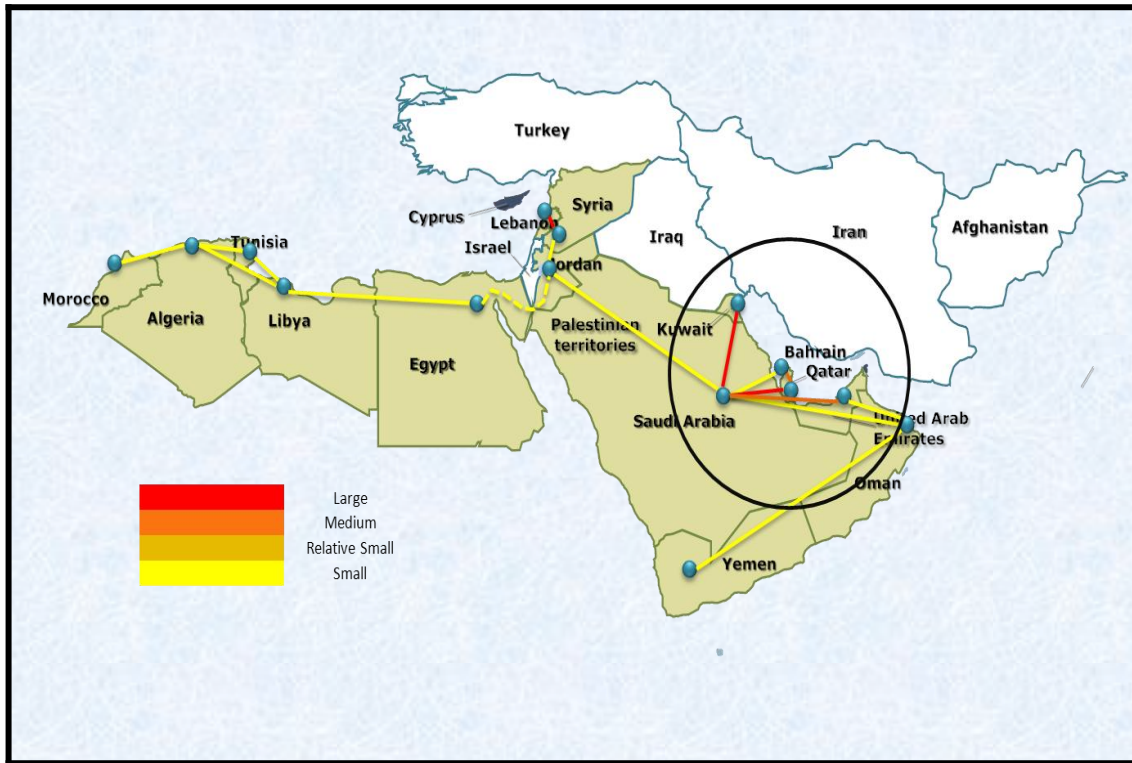 Turkey
Cyprus
Syria
Lebanon
Israel
Iraq
Iran
Afghanistan
Tunisia
Jordan
Morocco
Algeria
Libya
Egypt
Palestinian
territories
Kuwait
Bahrain
Qatar
Saudi Arabia
United Arab
Emirates
Oman
Yemen
Large
Medium
Relative Small
Small